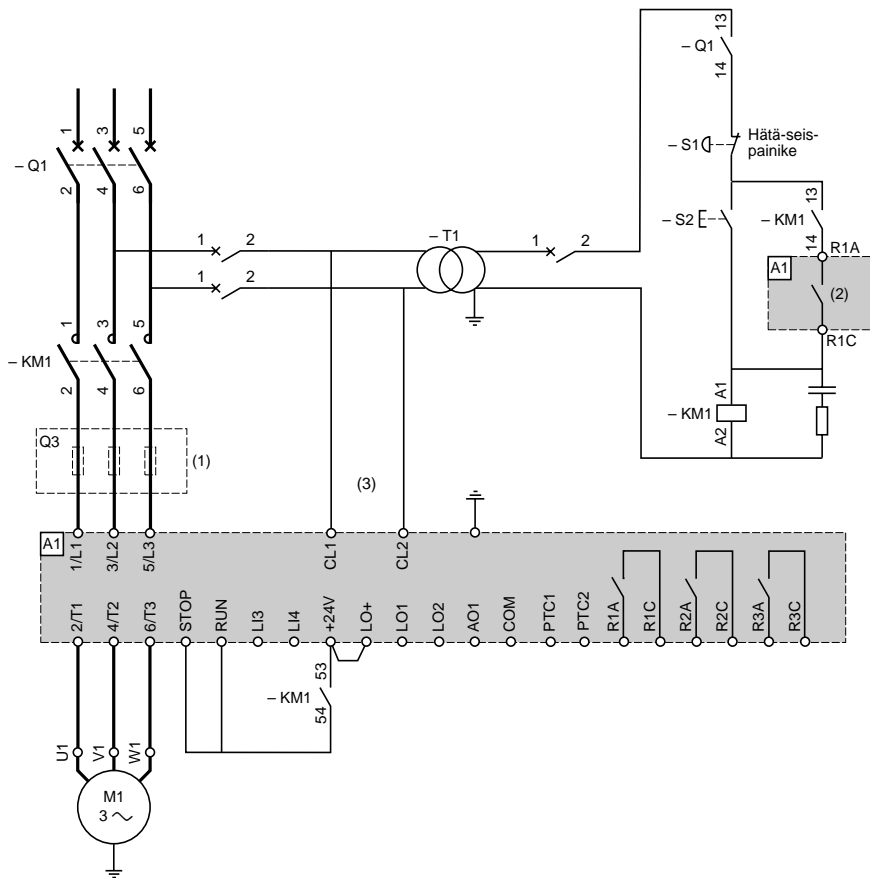 13
– Q1
14
1
3
5
– Q1
2
4
6
– S1
Hätä-seis-
painike
– S2
13
– KM1
14
R1A
A1
(2)
R1C
1
2
– T1
1
2
1
2
1
3
5
– KM1
2
4
6
A1
– KM1
A2
Q3
(1)
(3)
A1
1/L1
3/L2
5/L3
CL1
CL2
2/T1
4/T2
6/T3
STOP
RUN
LI3
LI4
+24V
LO+
LO1
LO2
AO1
COM
PTC1
PTC2
R1A
R1C
R2A
R2C
R3A
R3C
53
– KM1
54
U1
V1
W1
M1
3